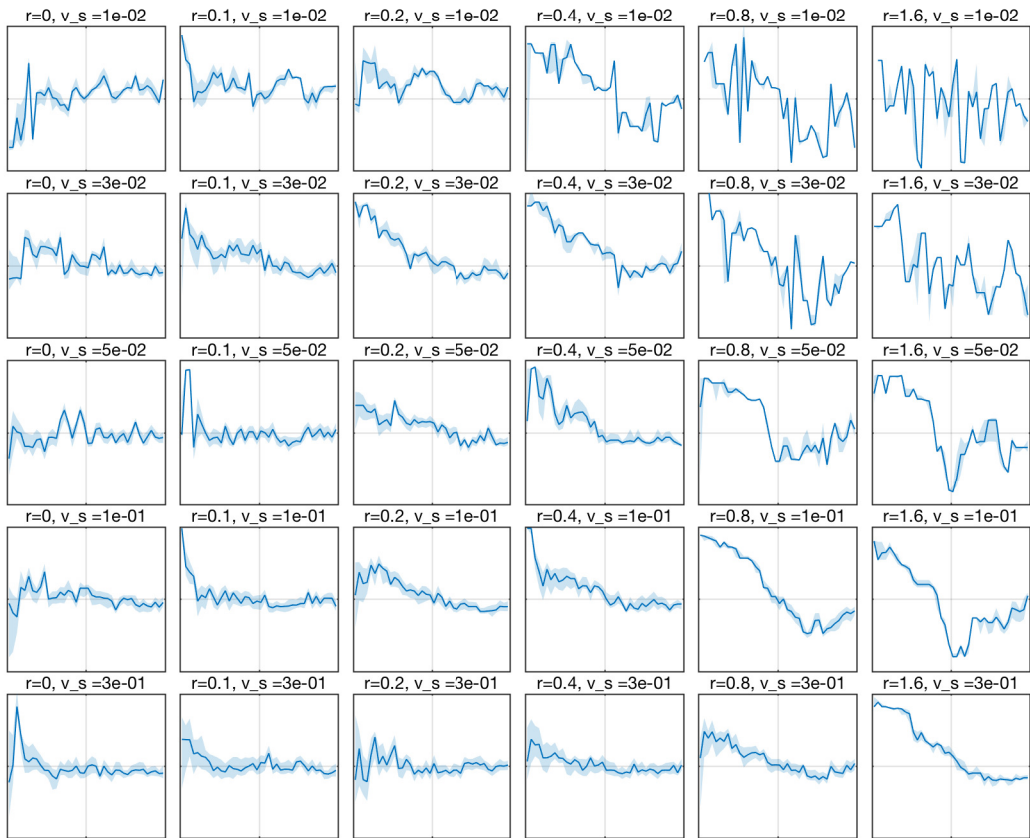 r=0, v_s =1e-02 r=0.1, v_s =1e-02 r=0.2, v_s =1e-02 r=0.4, v_s =1e-02 r=0.8, v_s =1e-02 r=1.6, v_s =1e-02
r=0, v_s =3e-02 r=0.1, v_s =3e-02 r=0.2, v_s =3e-02 r=0.4, v_s =3e-02 r=0.8, v_s =3e-02 r=1.6, v_s =3e-02
r=0, v_s =5e-02 r=0.1, v_s =5e-02 r=0.2, v_s =5e-02 r=0.4, v_s =5e-02 r=0.8, v_s =5e-02 r=1.6, v_s =5e-02
r=0, v_s =1e-01 r=0.1, v_s =1e-01 r=0.2, v_s =1e-01 r=0.4, v_s =1e-01 r=0.8, v_s =1e-01 r=1.6, v_s =1e-01
r=0, v_s =3e-01 r=0.1, v_s =3e-01 r=0.2, v_s =3e-01 r=0.4, v_s =3e-01 r=0.8, v_s =3e-01 r=1.6, v_s =3e-01